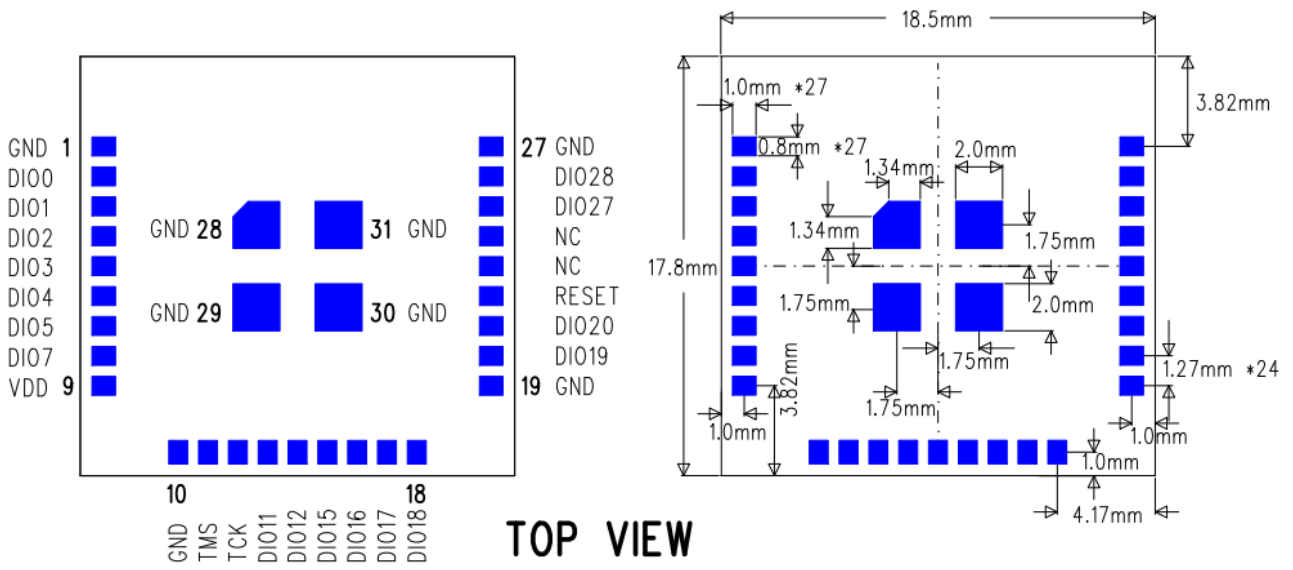 GND 1
DIO0
DIO1
DIO2
DIO3
DIO4
DIO5
DIO7
VDD 9
GND 28
31 GND
GND 29
30 GND
27 GND
DIO28
DIO27
NC
NC
RESET
DIO20
DIO19
19 GND
10
18
GND
TMS
TCK
DIO11
DIO12
DIO15
DIO16
DIO17
DIO18
TOP VIEW
18.5mm
1.0mm *27
3.82mm
0.8mm *27
1.34mm
2.0mm
1.34mm
1.75mm
17.8mm
1.75mm
2.0mm
1.75mm
1.27mm *24
3.82mm
1.75mm
1.0mm
1.0mm
1.0mm
4.17mm